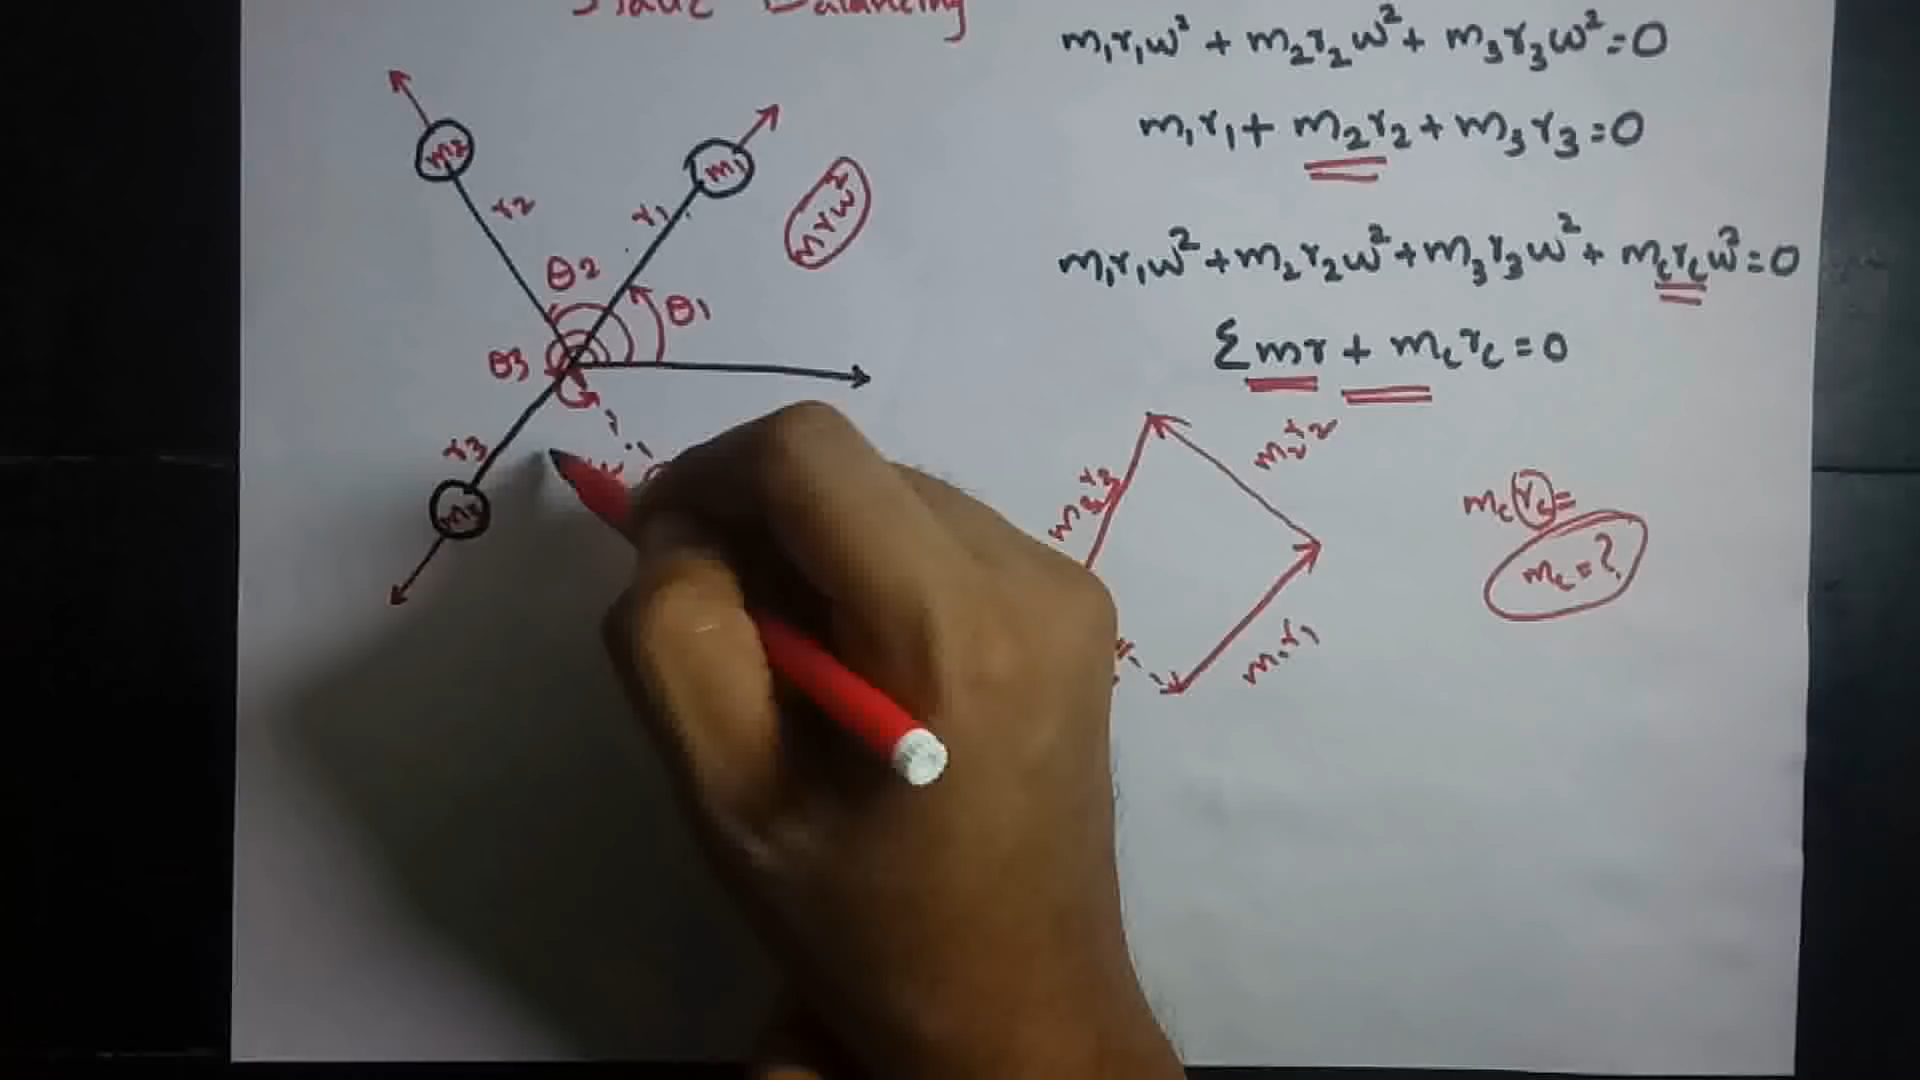 Static Balancing
m₁r₁ω² + m₂r₂ω² + m₃r₃ω² = 0
m₁r₁ + m₂r₂ + m₃r₃ = 0
m₁r₁ω² + m₂r₂ω² + m₃r₃ω² + m꜀r꜀ω² = 0
Σmr + m꜀r꜀ = 0
m₂
m₁
r₂
r₁
mrω²
θ2
θ1
θ3
r₃
m₃
m₂r₂
m₃r₃
m₁r₁
m꜀r꜀ =
m꜀ = ?